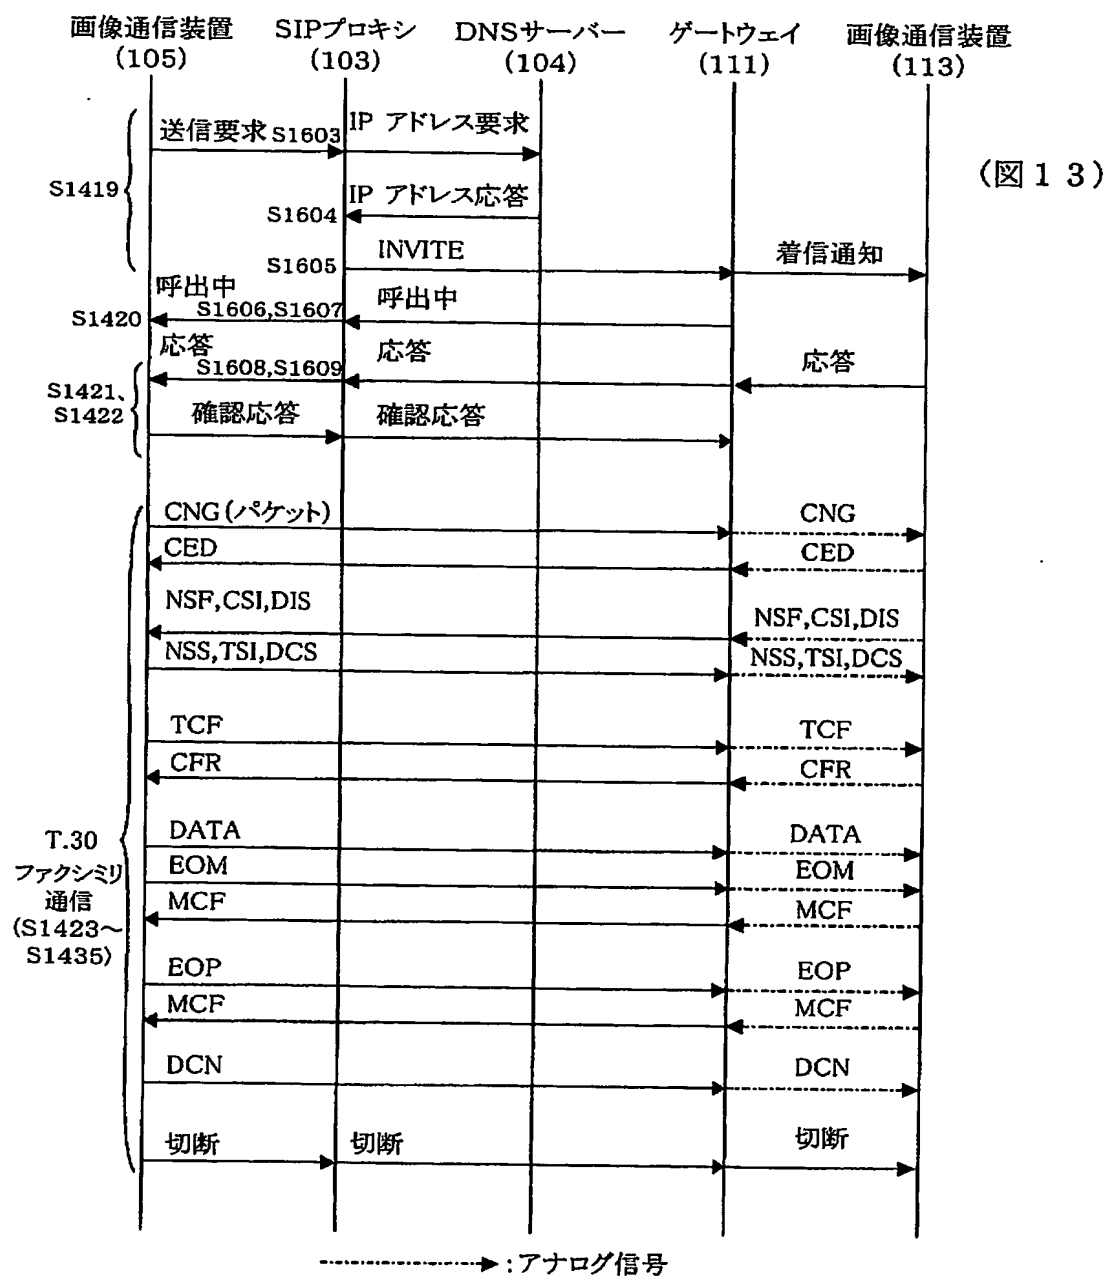 画像通信装置 SIPプロキシ DNSサーバー ゲートウェイ 画像通信装置
(105) (103) (104) (111) (113)
送信要求 S1603 IP アドレス要求
(図13)
S1419
IP アドレス応答
S1604
INVITE 着信通知
S1605
呼出中 呼出中
S1420 S1606,S1607
応答 応答 応答
S1608,S1609
S1421、
S1422
確認応答 確認応答
CNG(パケット) CNG
CED CED
NSF,CSI,DIS NSF,CSI,DIS
NSS,TSI,DCS NSS,TSI,DCS
TCF TCF
CFR CFR
T.30
ファクシミリ
通信
(S1423～
S1435)
DATA DATA
EOM EOM
MCF MCF
EOP EOP
MCF MCF
DCN DCN
切断 切断 切断
:アナログ信号